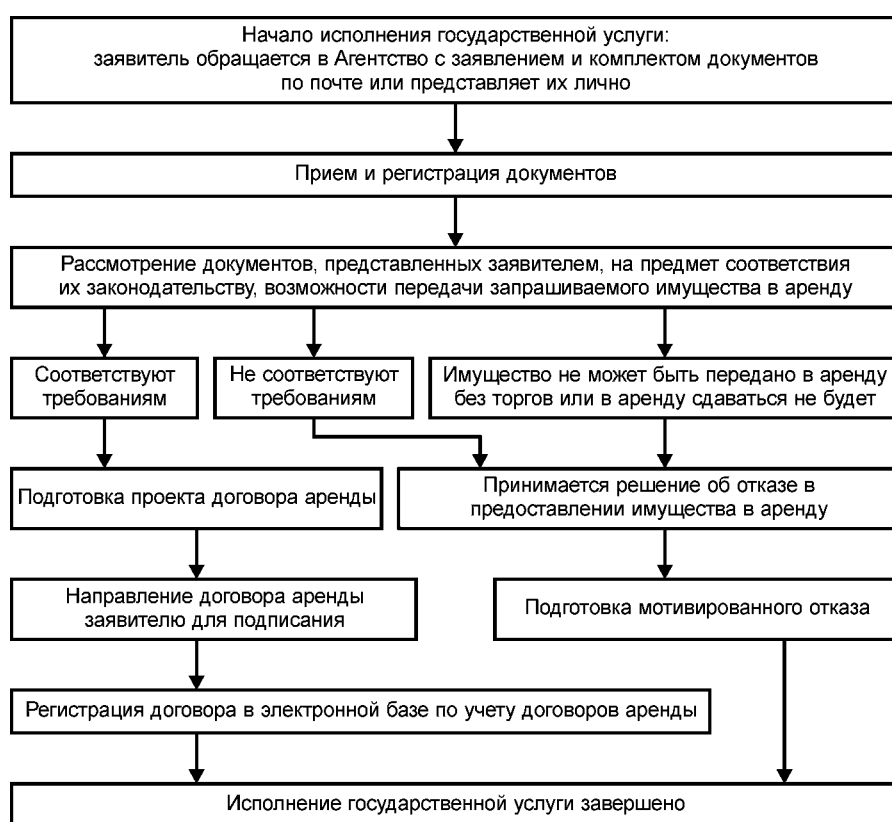 Начало исполнения государственной услуги:
заявитель обращается в Агентство с заявлением и комплектом документов
по почте или представляет их лично
Прием и регистрация документов
Рассмотрение документов, представленных заявителем, на предмет соответствия
их законодательству, возможности передачи запрашиваемого имущества в аренду
Соответствуют
требованиям
Не соответствуют
требованиям
Имущество не может быть передано в аренду
без торгов или в аренду сдаваться не будет
Подготовка проекта договора аренды
Принимается решение об отказе в
предоставлении имущества в аренду
Направление договора аренды
заявителю для подписания
Подготовка мотивированного отказа
Регистрация договора в электронной базе по учету договоров аренды
Исполнение государственной услуги завершено